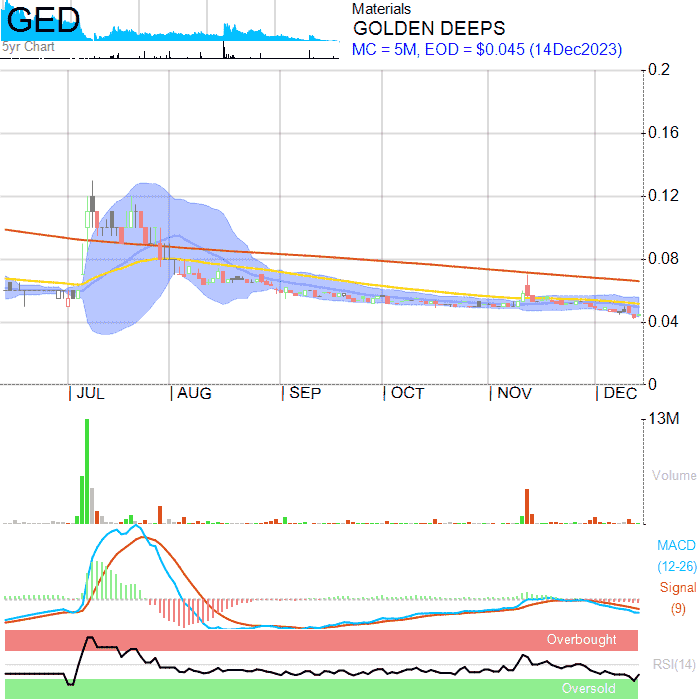 GED
5yr Chart
Materials
GOLDEN DEEPS
MC = 5M, EOD = $0.045 (14Dec2023)
0.2
0.16
0.12
0.08
0.04
0
JUL AUG SEP OCT NOV DEC
13M
Volume
MACD
(12-26)
Signal
(9)
Overbought
RSI(14)
Oversold